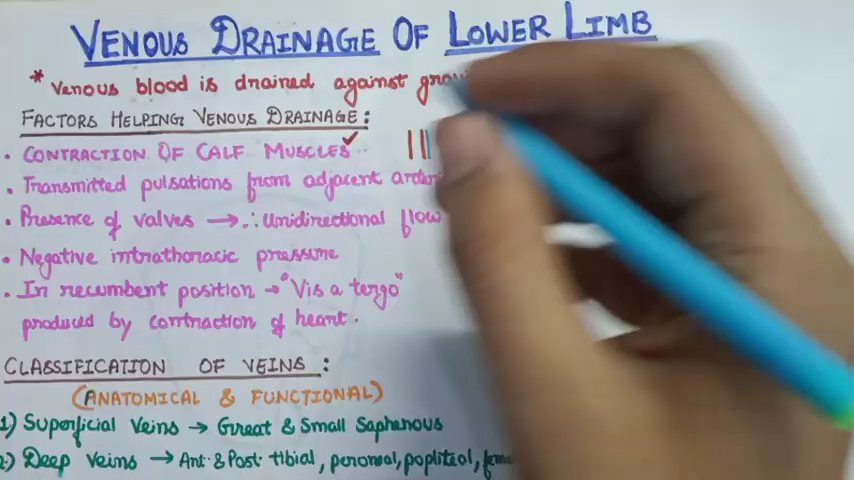 VENOUS DRAINAGE OF LOWER LIMB
* Venous blood is drained against
FACTORS HELPING VENOUS DRAINAGE:
• CONTRACTION OF CALF MUSCLES ✓
• Transmitted pulsations from adjacent
• Presence of valves → ∴ Unidirectional flow
• Negative intrathoracic pressure
• In recumbent position → "Vis a tergo"
produced by contraction of heart.
CLASSIFICATION OF VEINS:
(ANATOMICAL & FUNCTIONAL)
1) Superficial Veins → Great & Small Saphenous
2.) Deep Veins → Ant. & Post. tibial, peroneal, popliteal,